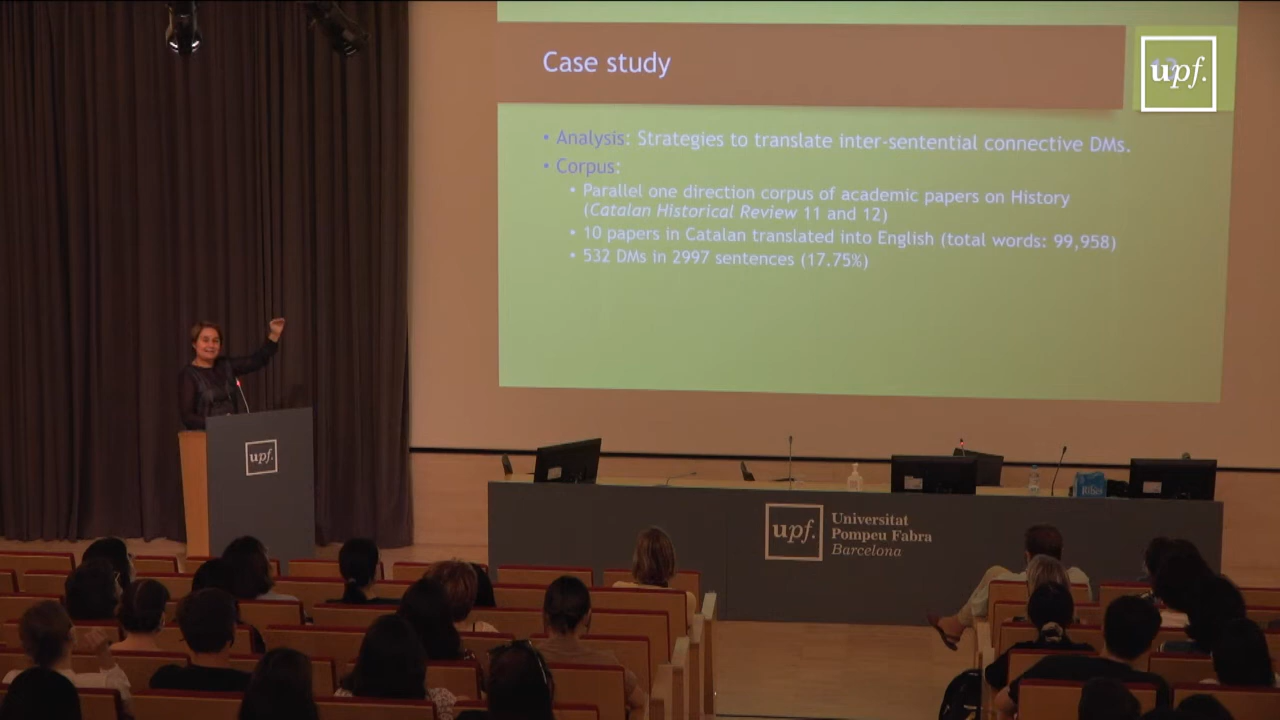 Case study
upf.
• Analysis: Strategies to translate inter-sentential connective DMs.
• Corpus:
• Parallel one direction corpus of academic papers on History
(Catalan Historical Review 11 and 12)
• 10 papers in Catalan translated into English (total words: 99,958)
• 532 DMs in 2997 sentences (17.75%)
upf.
upf.
Universitat
Pompeu Fabra
Barcelona